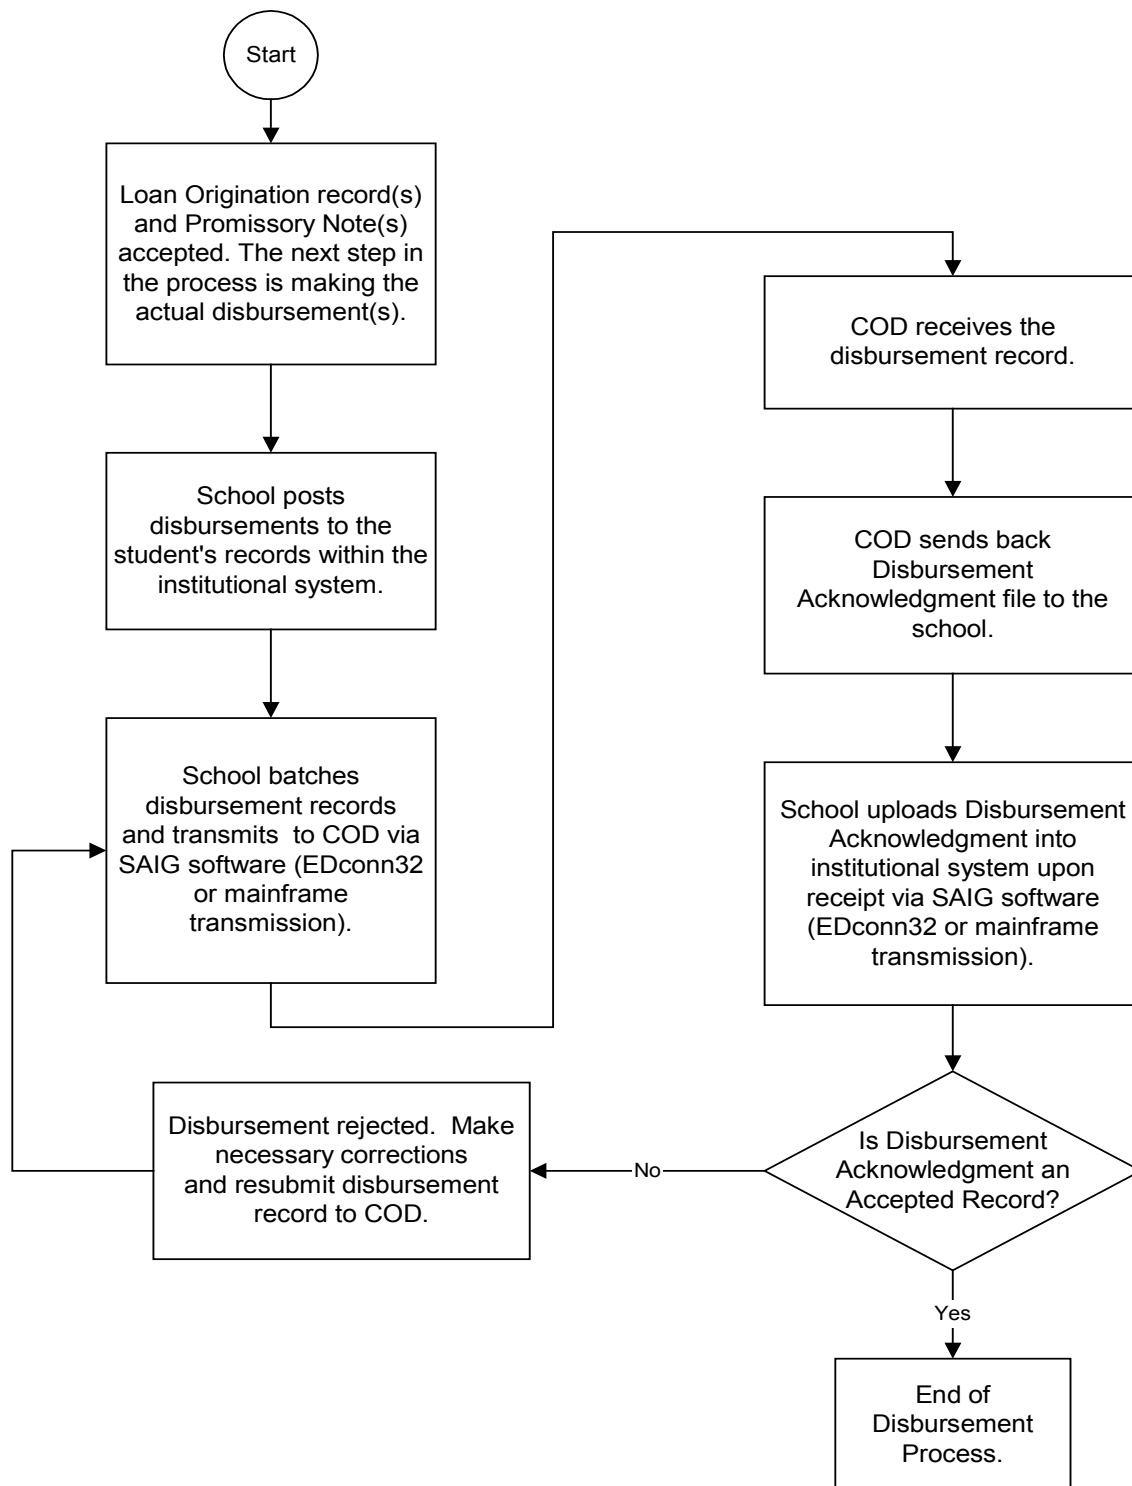 Start
Loan Origination record(s)
and Promissory Note(s)
accepted. The next step in
the process is making the
actual disbursement(s).
School posts
disbursements to the
student's records within the
institutional system.
School batches
disbursement records
and transmits  to COD via
SAIG software (EDconn32
or mainframe
transmission).
COD receives the
disbursement record.
COD sends back
Disbursement
Acknowledgment file to the
school.
School uploads Disbursement
Acknowledgment into
institutional system upon
receipt via SAIG software
(EDconn32 or mainframe
transmission).
Is Disbursement
Acknowledgment an
Accepted Record?
No
Disbursement rejected.  Make
necessary corrections
and resubmit disbursement
record to COD.
Yes
End of
Disbursement
Process.